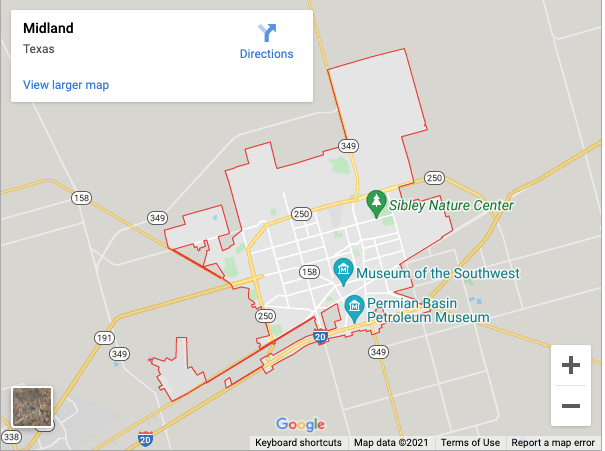 Midland
Texas
Directions
View larger map
349
250
158
Sibley Nature Center
349
250
158
Museum of the Southwest
Permian Basin
Petroleum Museum
250
20
191
349
349
338
20
Google
Keyboard shortcuts
Map data ©2021
Terms of Use
Report a map error